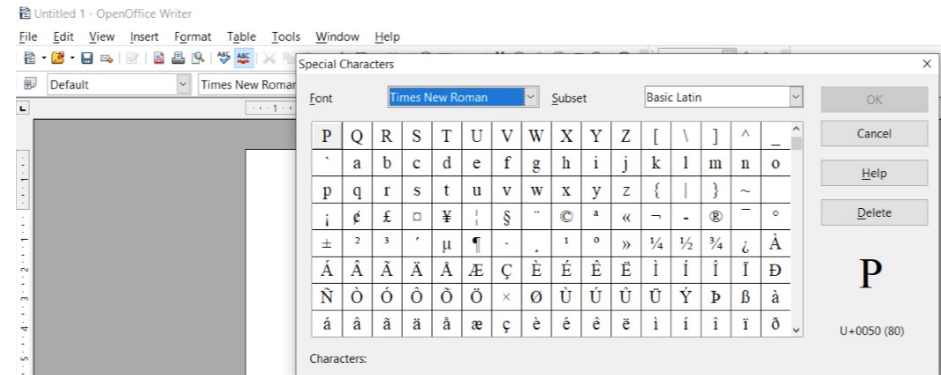 Untitled 1 - OpenOffice Writer
File Edit View Insert Format Table Tools Window Help
Special Characters
Default Times New Roman
Font Times New Roman Subset Basic Latin OK
1
P Q R S T U V W X Y Z [ \ ] ^ _
Cancel
` a b c d e f g h i j k l m n o
Help
p q r s t u v w x y z { | } ~
¡ ¢ £ ¤ ¥ ¦ § ¨ © ª « ¬ - ® ¯ °
Delete
± ² ³ ´ µ ¶ · ¸ ¹ º » ¼ ½ ¾ ¿ À
Á Â Ã Ä Å Æ Ç È É Ê Ë Ì Í Î Ï Ð
P
Ñ Ò Ó Ô Õ Ö × Ø Ù Ú Û Ü Ý Þ ß à
á â ã ä å æ ç è é ê ë ì í î ï ð
U+0050 (80)
Characters: